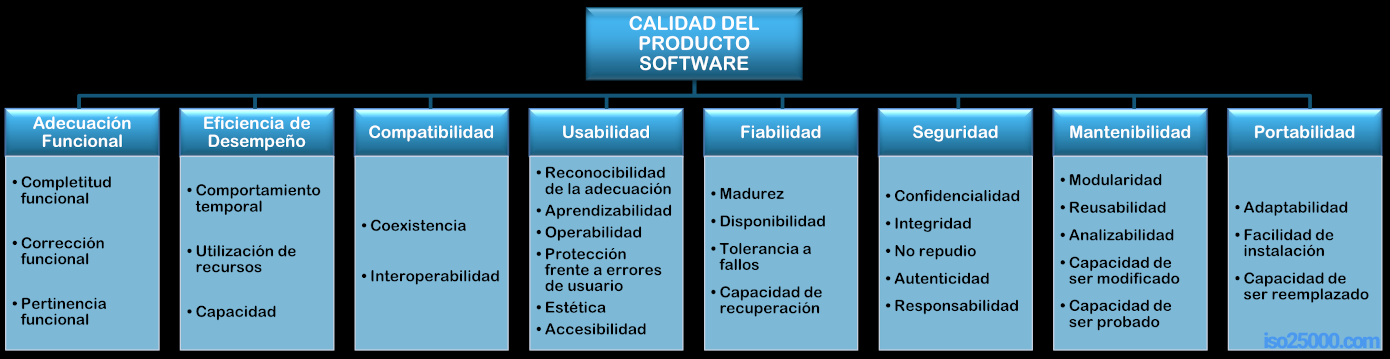 CALIDAD DEL
PRODUCTO
SOFTWARE
Adecuación
Funcional
• Completitud
funcional
• Corrección
funcional
• Pertinencia
funcional
Eficiencia de
Desempeño
• Comportamiento
temporal
• Utilización de
recursos
• Capacidad
Compatibilidad
• Coexistencia
• Interoperabilidad
Usabilidad
• Reconocibilidad
de la adecuación
• Aprendizabilidad
• Operabilidad
• Protección
frente a errores
de usuario
• Estética
• Accesibilidad
Fiabilidad
• Madurez
• Disponibilidad
• Tolerancia a
fallos
• Capacidad de
recuperación
Seguridad
• Confidencialidad
• Integridad
• No repudio
• Autenticidad
• Responsabilidad
Mantenibilidad
• Modularidad
• Reusabilidad
• Analizabilidad
• Capacidad de
ser modificado
• Capacidad de
ser probado
Portabilidad
• Adaptabilidad
• Facilidad de
instalación
• Capacidad de
ser reemplazado
iso25000.com